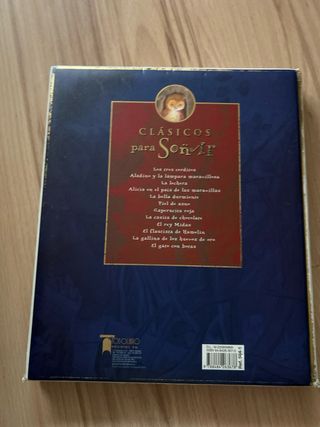 CLÁSICOS
para Soñar
Los tres cerditos
Aladino y la lámpara maravillosa
La lechera
Alicia en el país de las maravillas
La bella durmiente
Piel de asno
Caperucita roja
La casita de chocolate
El rey Midas
El flautista de Hamelin
La gallina de los huevos de oro
El gato con botas